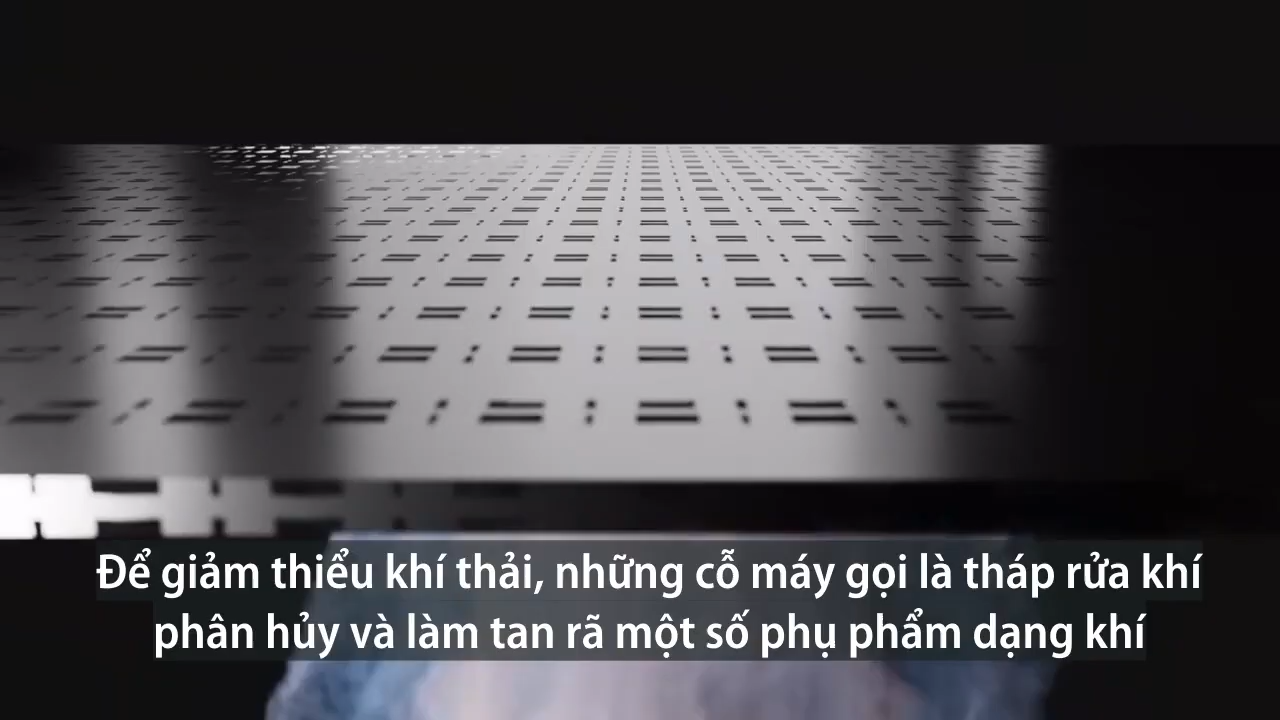 Để giảm thiểu khí thải, những cỗ máy gọi là tháp rửa khí
phân hủy và làm tan rã một số phụ phẩm dạng khí